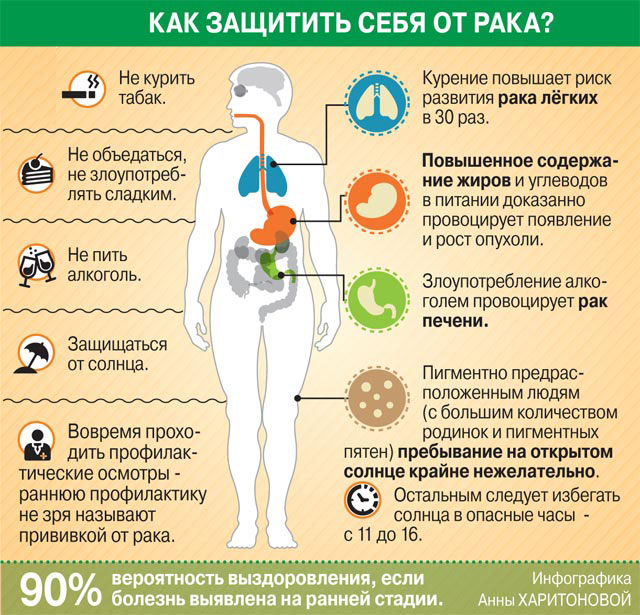 КАК ЗАЩИТИТЬ СЕБЯ ОТ РАКА?
Не курить
табак.
Не объедаться,
не злоупотреб-
лять сладким.
Не пить
алкоголь.
Защищаться
от солнца.
Вовремя прохо-
дить профилак-
тические осмотры -
раннюю профилактику
не зря называют
прививкой от рака.
Курение повышает риск
развития рака лёгких
в 30 раз.
Повышенное содержа-
ние жиров и углеводов
в питании доказанно
провоцирует появление
и рост опухоли.
Злоупотребление алко-
голем провоцирует рак
печени.
Пигментно предрас-
положенным людям
(с большим количеством
родинок и пигментных
пятен) пребывание на открытом
солнце крайне нежелательно.
Остальным следует избегать
солнца в опасные часы -
с 11 до 16.
90% вероятность выздоровления, если
болезнь выявлена на ранней стадии.
Инфографика
Анны ХАРИТОНОВОЙ